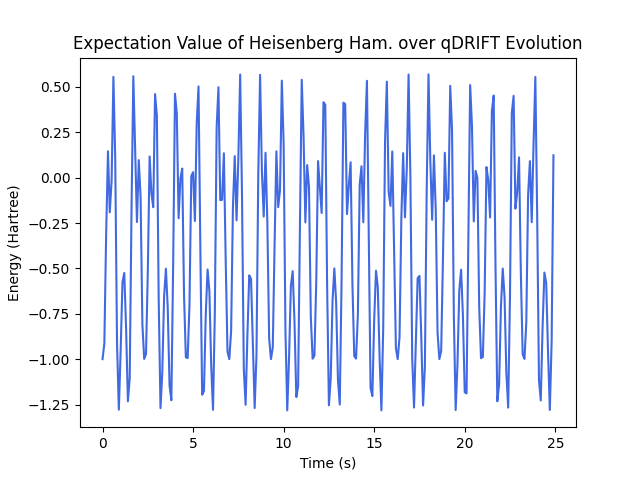 Expectation Value of Heisenberg Ham. over qDRIFT Evolution
Energy (Hartree)
0.50
0.25
0.00
−0.25
−0.50
−0.75
−1.00
−1.25
0 5 10 15 20 25
Time (s)